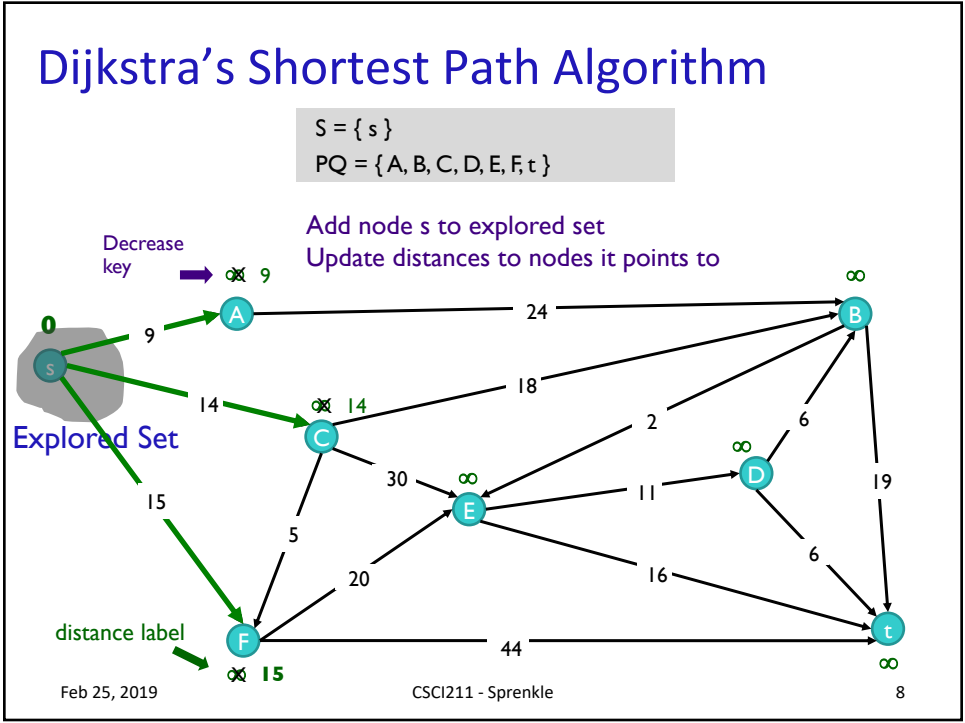 Dijkstra's Shortest Path Algorithm
S = { s }
PQ = { A, B, C, D, E, F, t }
Add node s to explored set
Update distances to nodes it points to
Decrease
key
∞ 9
∞
A
24
B
0
9
s
18
14
∞ 14
C
2
6
Explored Set
∞
D
30
∞
11
19
E
15
5
6
20
16
distance label
F
44
t
∞ 15
∞
Feb 25, 2019
CSCI211 - Sprenkle
8